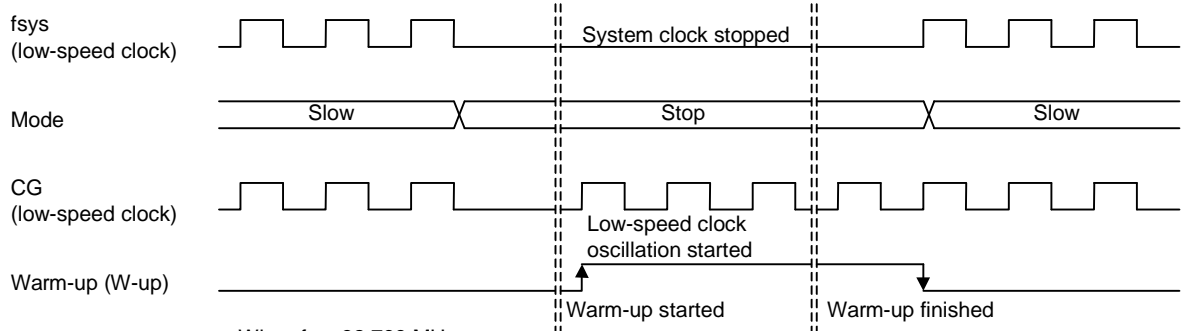 fsys
(low-speed clock)
System clock stopped
Mode
Slow
Stop
Slow
CG
(low-speed clock)
Low-speed clock
oscillation started
Warm-up (W-up)
Warm-up started
Warm-up finished